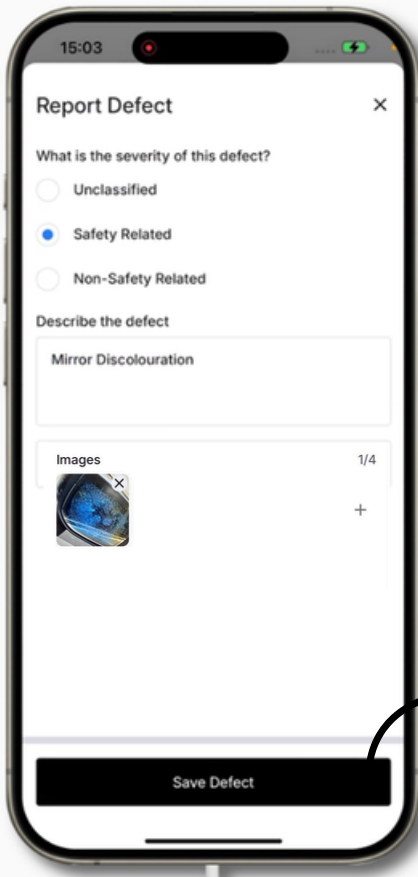 15:03
Report Defect
What is the severity of this defect?
Unclassified
Safety Related
Non-Safety Related
Describe the defect
Mirror Discolouration
Images 1/4
Save Defect